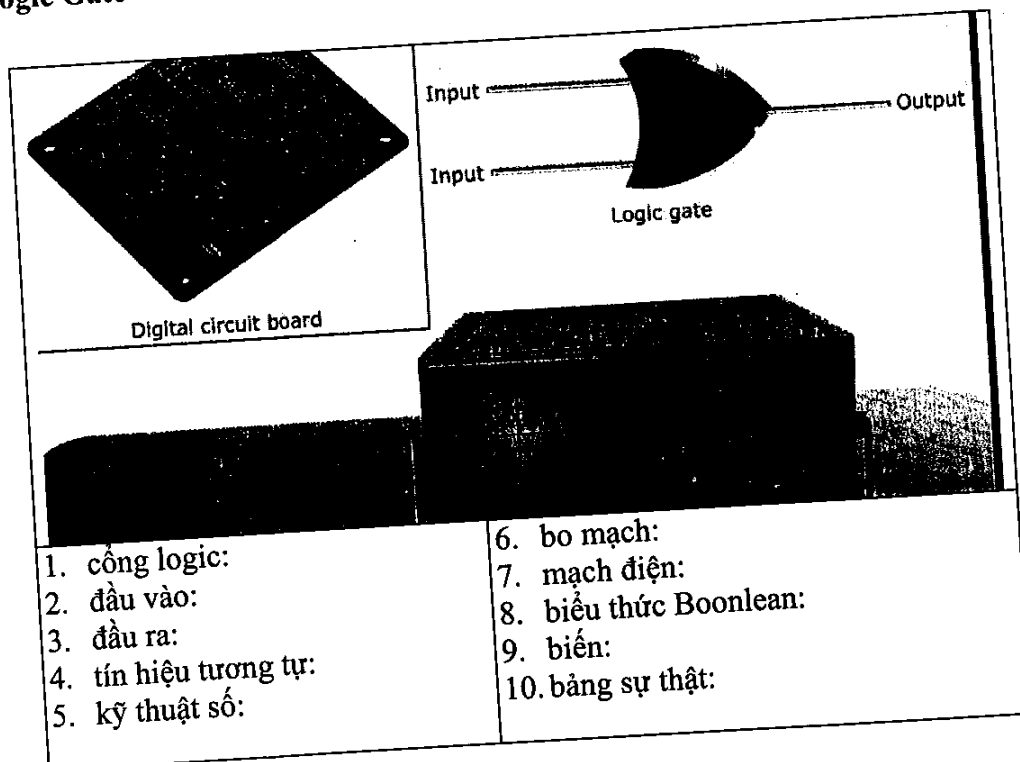 Logic Gate
Input
Output
Input
Logic gate
Digital circuit board
1. cổng logic:
2. đầu vào:
3. đầu ra:
4. tín hiệu tương tự:
5. kỹ thuật số:
6. bo mạch:
7. mạch điện:
8. biểu thức Boonlean:
9. biến:
10. bảng sự thật: